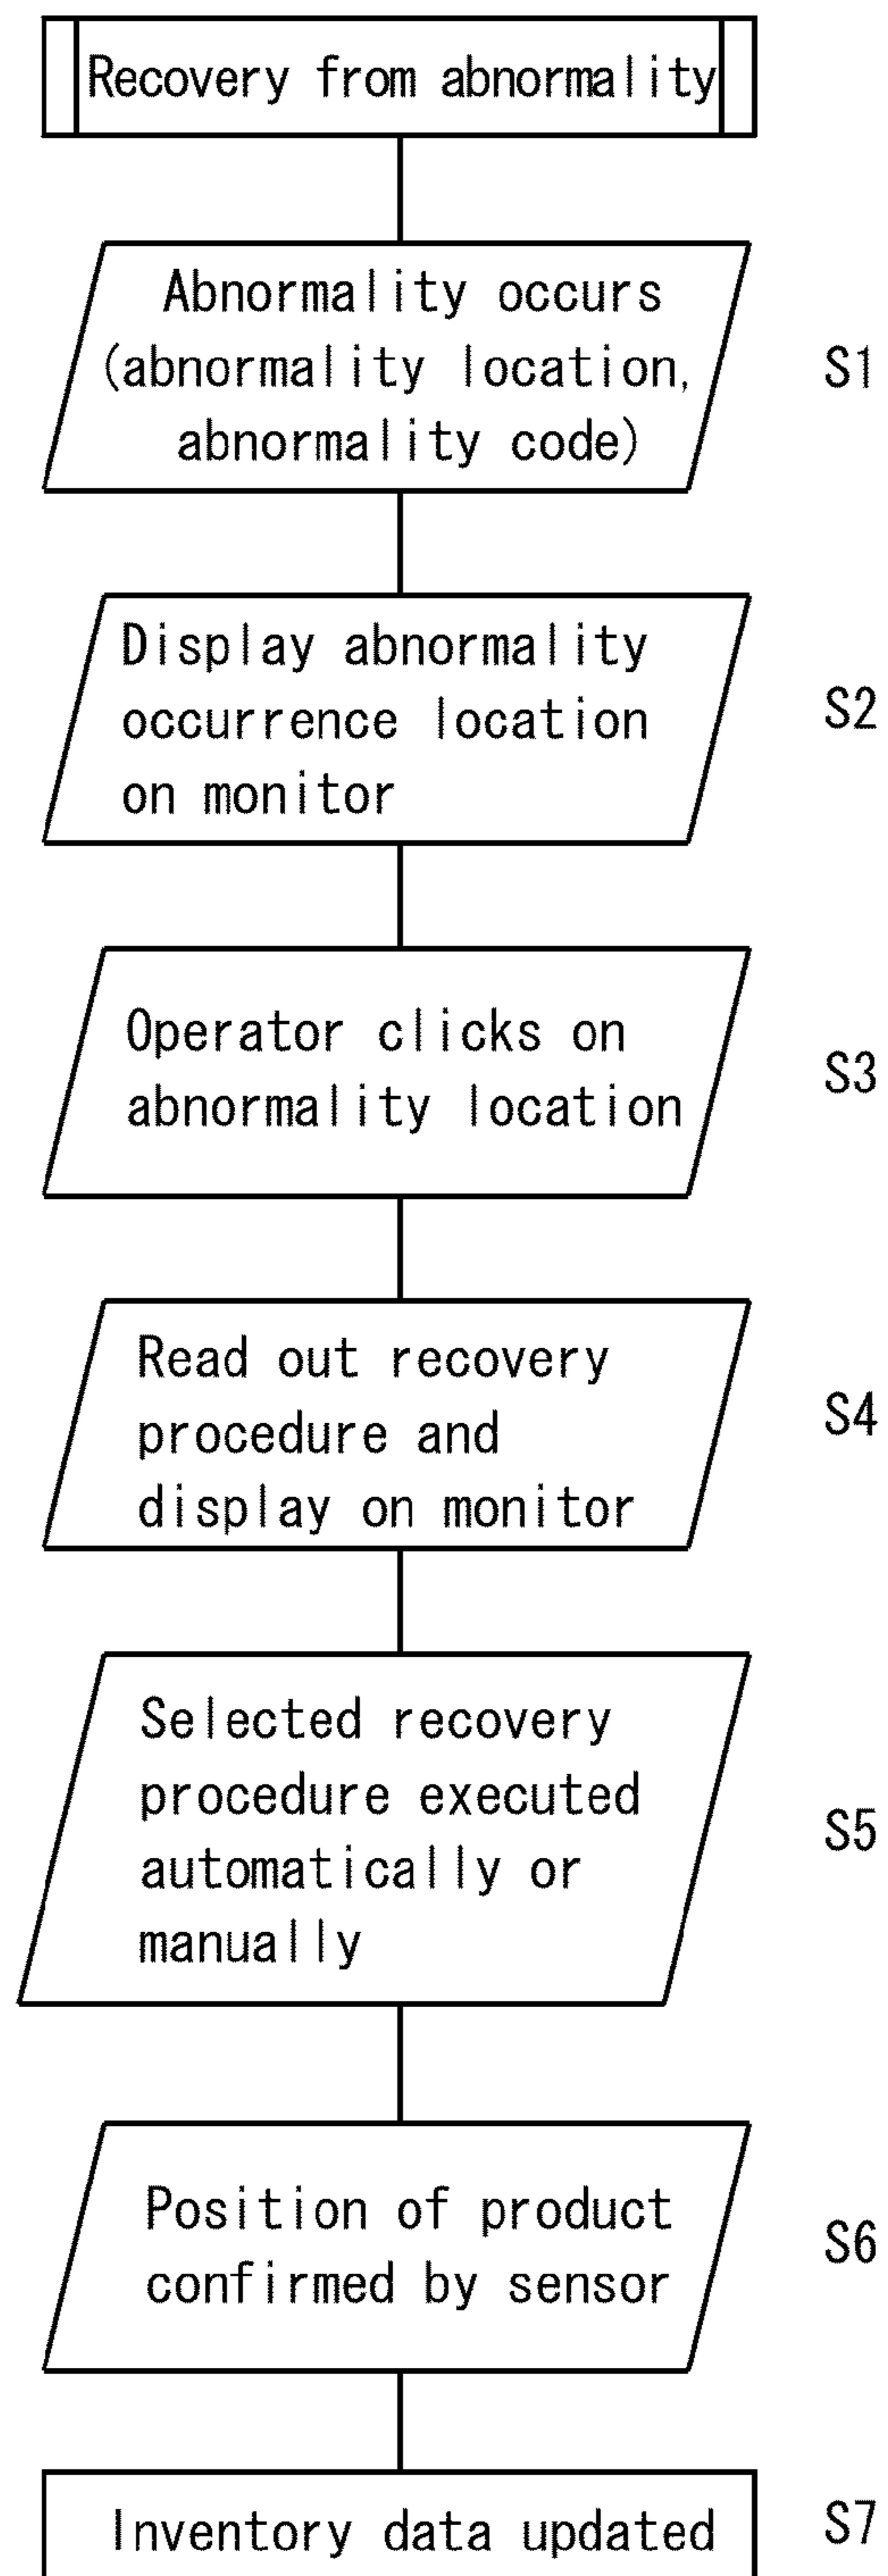 Recovery from abnormality
Abnormality occurs
(abnormality location,
abnormality code)
S1
Display abnormality
occurrence location
on monitor
S2
Operator clicks on
abnormality location
S3
Read out recovery
procedure and
display on monitor
S4
Selected recovery
procedure executed
automatically or
manually
S5
Position of product
confirmed by sensor
S6
Inventory data updated
S7